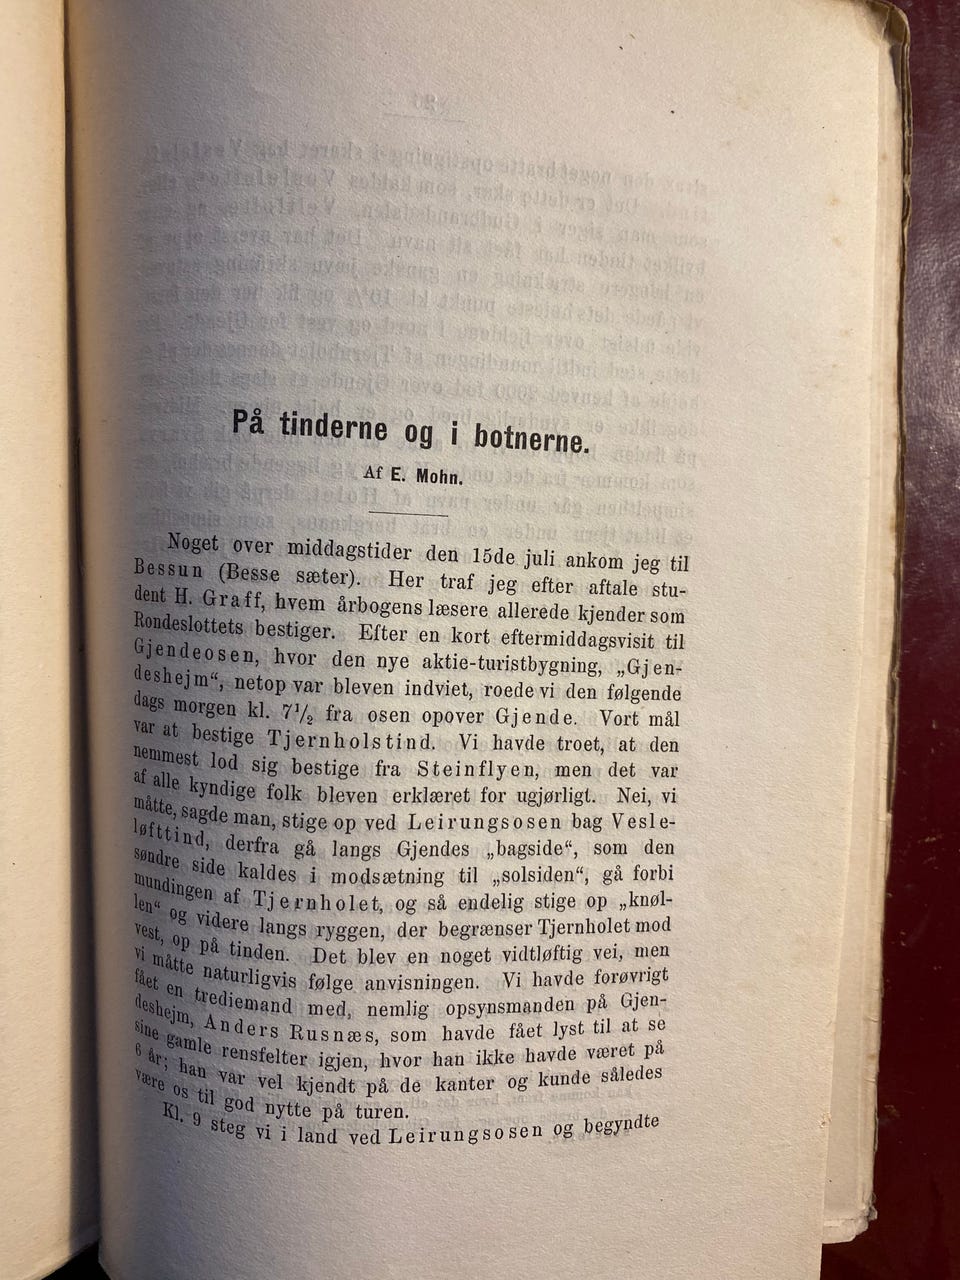 På tinderne og i botnerne.
Af E. Mohn.
Noget over middagstider den 15de juli ankom jeg til
Bessun (Besse sæter). Her traf jeg efter aftale stu-
dent H. Graff, hvem årbogens læsere allerede kjender som
Rondeslottets bestiger. Efter en kort eftermiddagsvisit til
Gjendeosen, hvor den nye aktie-turistbygning, „Gjen-
deshejm“, netop var bleven indviet, roede vi den følgende
dags morgen kl. 7½ fra osen opover Gjende. Vort mål
var at bestige Tjernholstind. Vi havde troet, at den
nemmest lod sig bestige fra Steinflyen, men det var
af alle kyndige folk bleven erklæret for ugjørligt. Nei, vi
måtte, sagde man, stige op ved Leirungsosen bag Vesle-
løfttind, derfra gå langs Gjendes „bagside“, som den
søndre side kaldes i modsætning til „solsiden“, gå forbi
mundingen af Tjernholet, og så endelig stige op „knøl-
len“ og videre langs ryggen, der begrænser Tjernholet mod
vest, op på tinden. Det blev en noget vidtløftig vei, men
vi måtte naturligvis følge anvisningen. Vi havde forøvrigt
fået en trediemand med, nemlig opsynsmanden på Gjen-
deshejm, Anders Rusnæs, som havde fået lyst til at se
sine gamle rensfelter igjen, hvor han ikke havde været på
6 år; han var vel kjendt på de kanter og kunde således
være os til god nytte på turen.
Kl. 9 steg vi i land ved Leirungsosen og begyndte